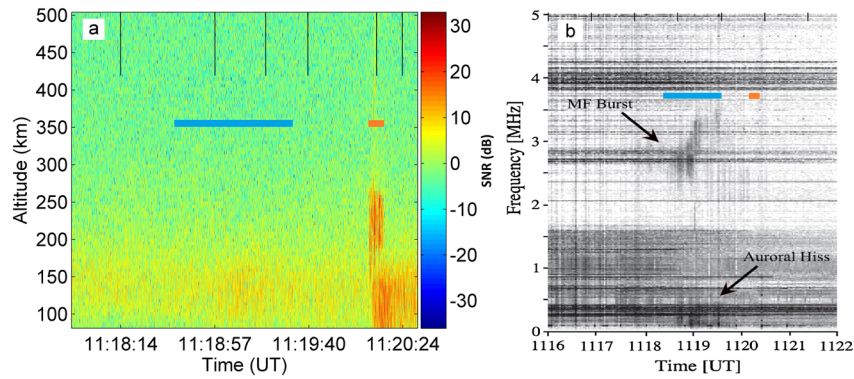 a
500
450
400
350
300
250
200
150
100
Altitude (km)
11:18:14 11:18:57 11:19:40 11:20:24
Time (UT)
30
20
10
0
-10
-20
-30
SNR (dB)
b
5
4
3
2
1
0
Frequency [MHz]
MF Burst
Auroral Hiss
1116 1117 1118 1119 1120 1121 1122
Time [UT]